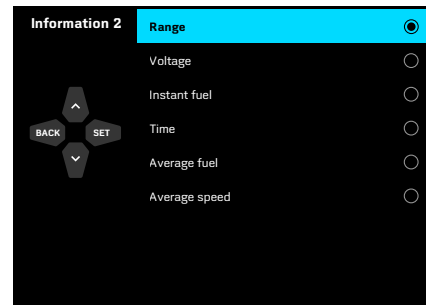 Information 2
Range
Voltage
Instant fuel
BACK SET
Time
Average fuel
Average speed